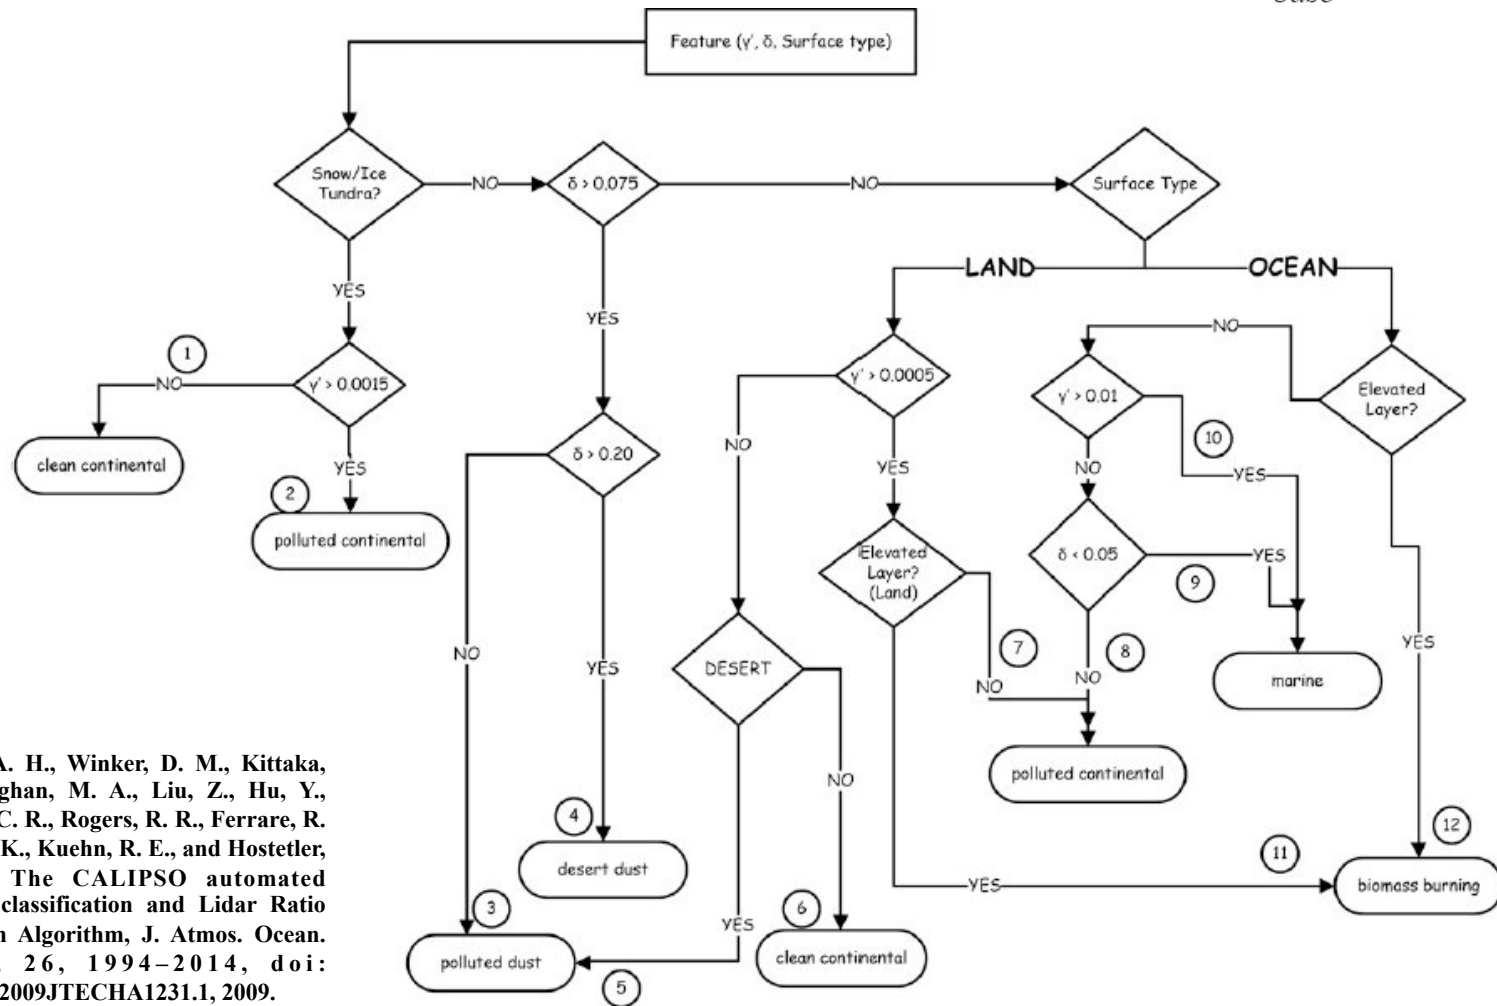 Feature (γ', δ, Surface type)
Snow/Ice
Tundra?
NO
δ > 0.075
NO
Surface Type
LAND
OCEAN
YES
YES
NO
1
NO
γ' > 0.0015
γ' > 0.0005
γ' > 0.01
Elevated
Layer?
clean continental
YES
2
polluted continental
δ > 0.20
NO
YES
NO
10
YES
Elevated
Layer?
(Land)
δ < 0.05
YES
9
NO
YES
DESERT
7
NO
8
NO
marine
YES
polluted continental
NO
4
desert dust
11
12
YES
biomass burning
3
polluted dust
YES
5
6
clean continental
A. H., Winker, D. M., Kittaka,
ghan, M. A., Liu, Z., Hu, Y.,
C. R., Rogers, R. R., Ferrare, R.
K., Kuehn, R. E., and Hostetler,
The CALIPSO automated
classification and Lidar Ratio
Algorithm, J. Atmos. Ocean.
26, 1994–2014, doi:
2009JTECHA1231.1, 2009.